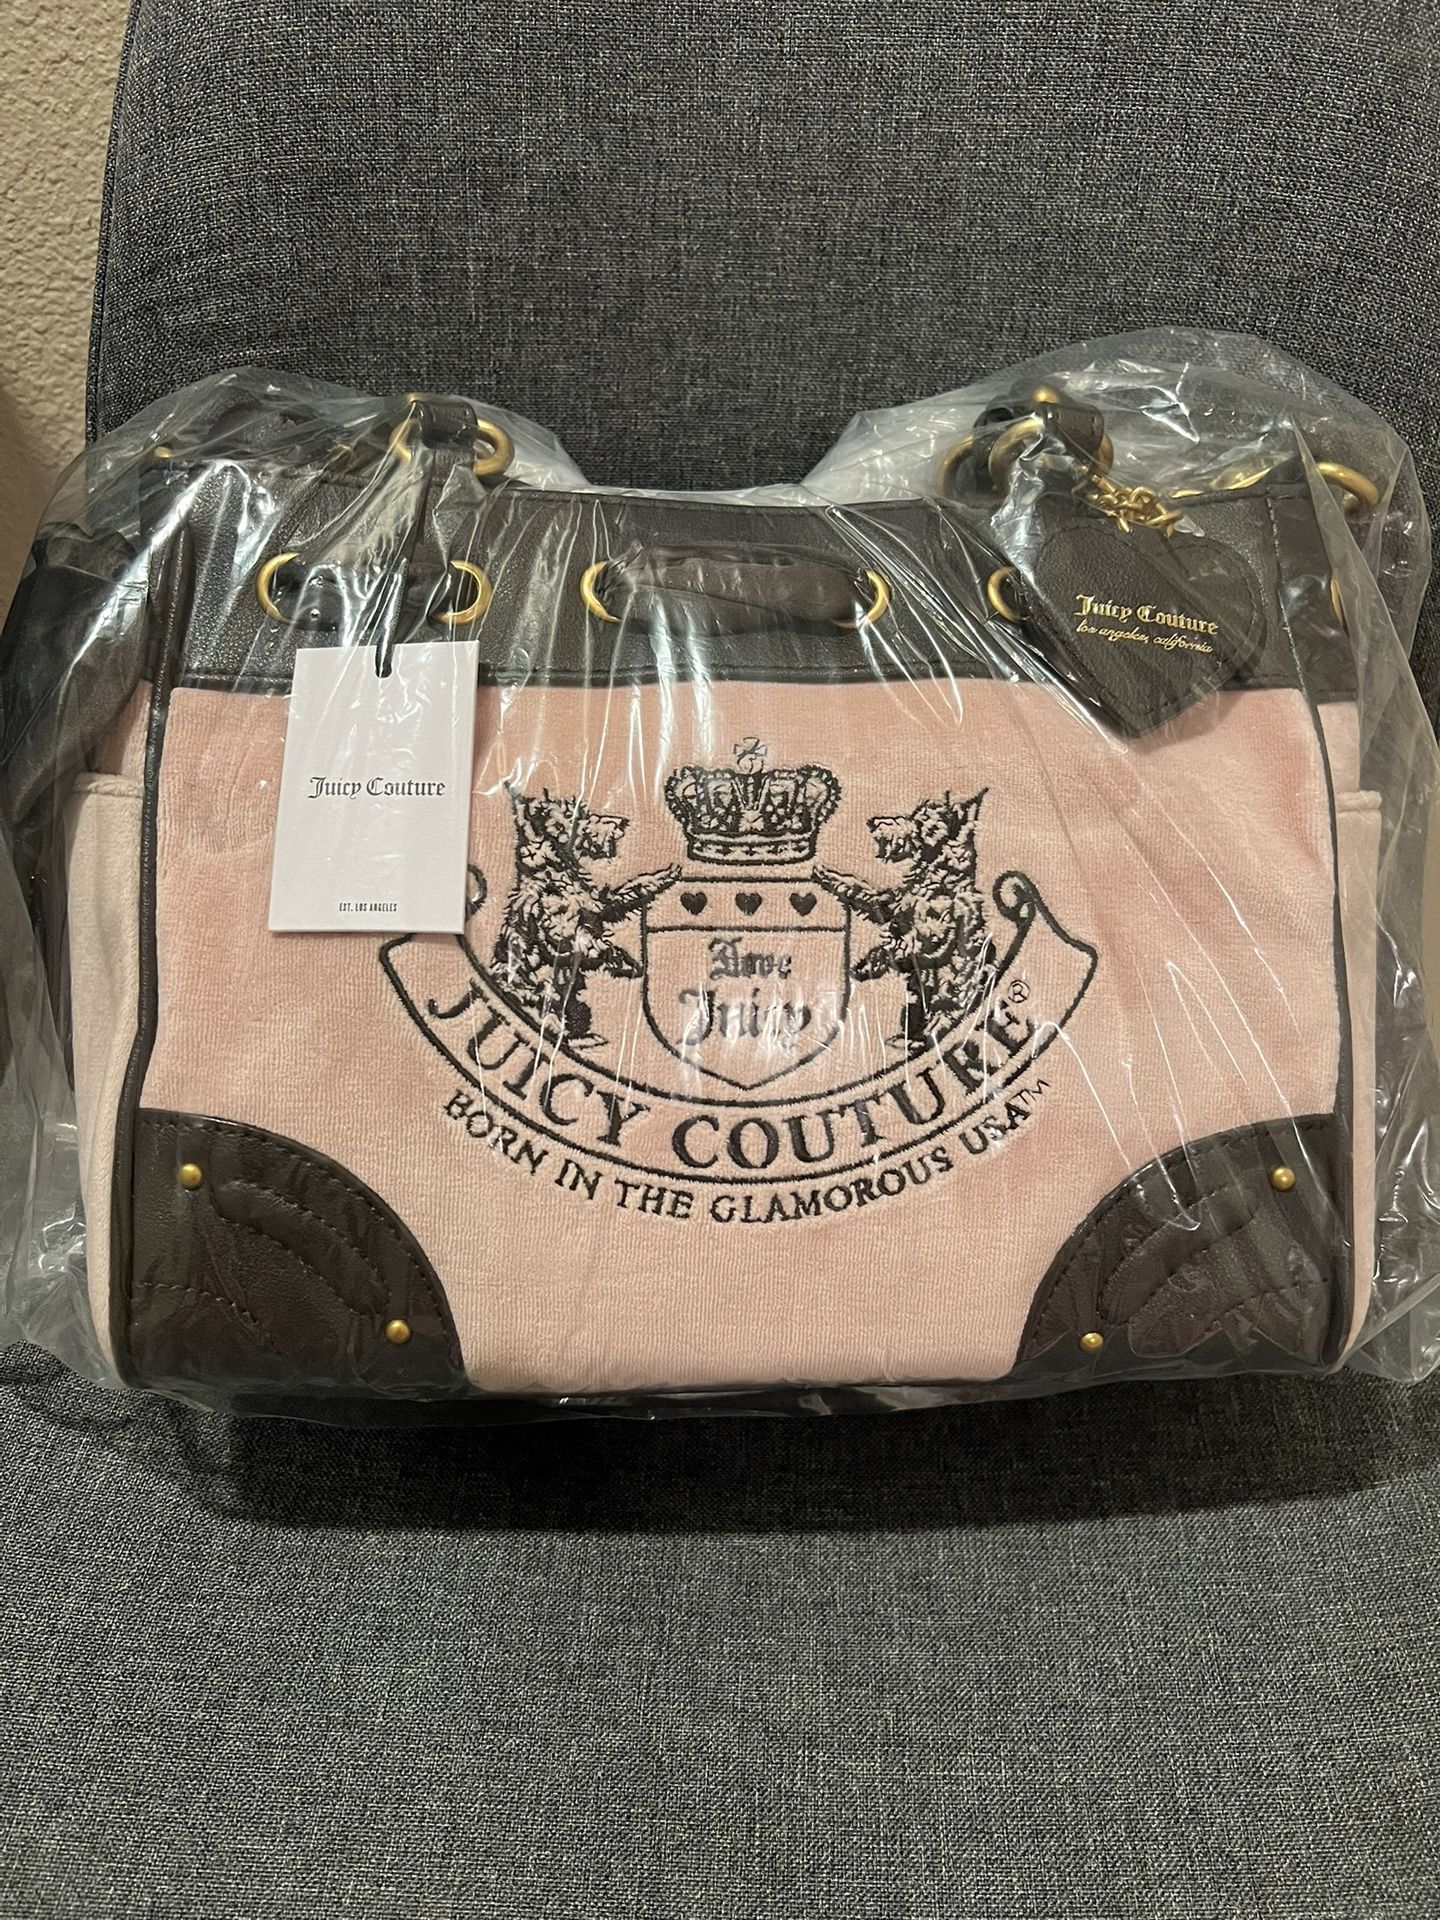 Juicy Couture
los angeles, california
Juicy Couture
EST. LOS ANGELES
Love
Juicy
JUICY COUTURE®
BORN IN THE GLAMOROUS USA™